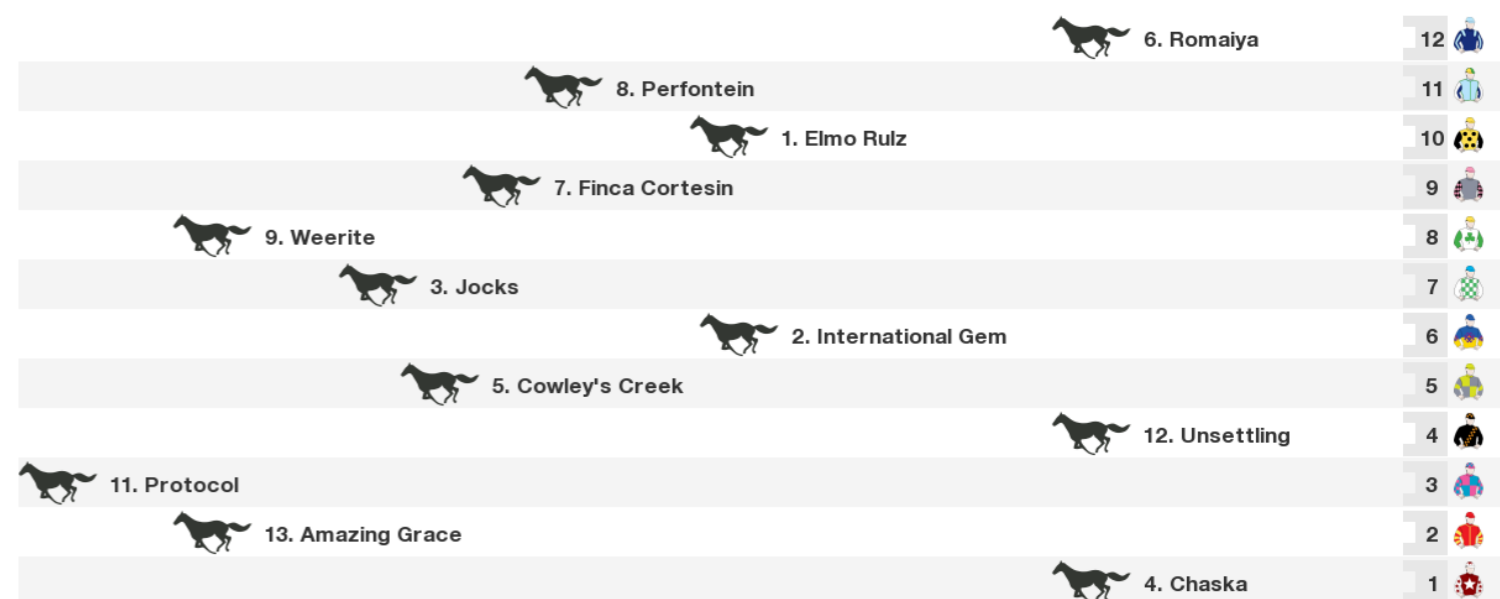 6. Romaiya 12
8. Perfontein 11
1. Elmo Rulz 10
7. Finca Cortesin 9
9. Weerite 8
3. Jocks 7
2. International Gem 6
5. Cowley's Creek 5
12. Unsettling 4
11. Protocol 3
13. Amazing Grace 2
4. Chaska 1